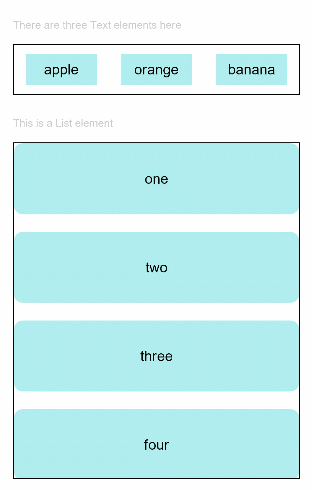 There are three Text elements here
apple orange banana
This is a List element
one
two
three
four